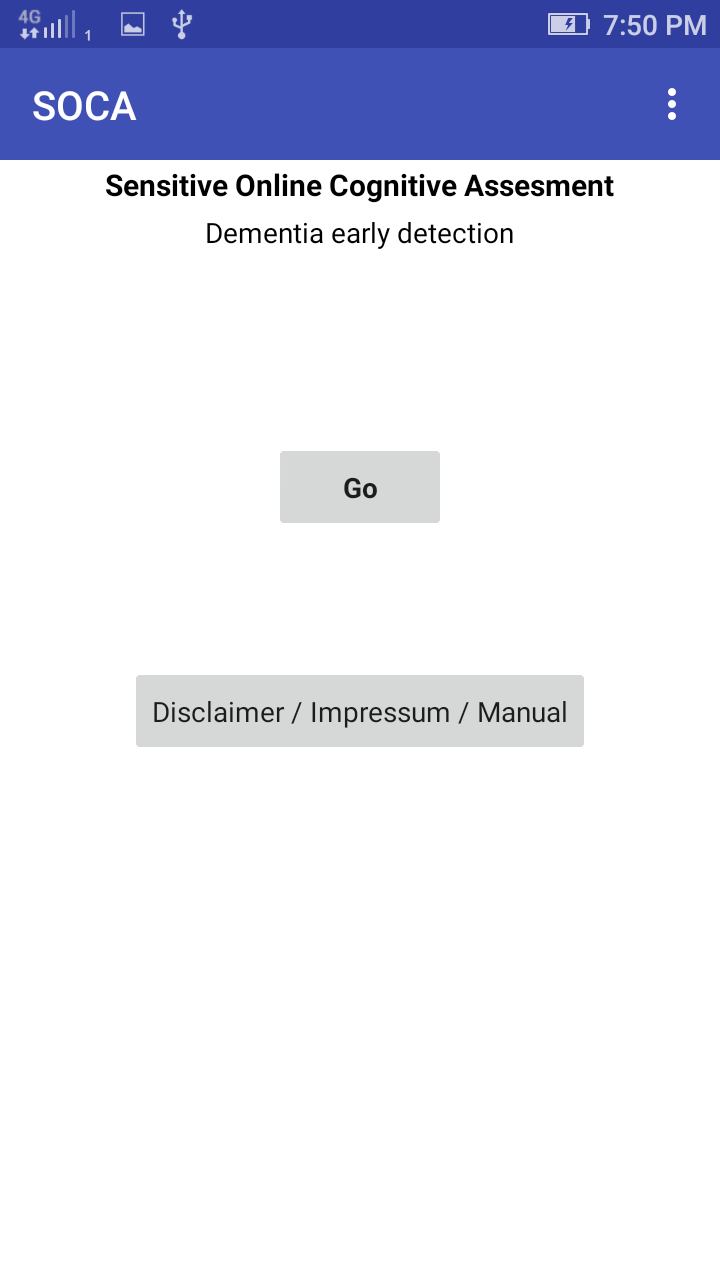 4G 1 7:50 PM
SOCA
Sensitive Online Cognitive Assesment
Dementia early detection
Go
Disclaimer / Impressum / Manual